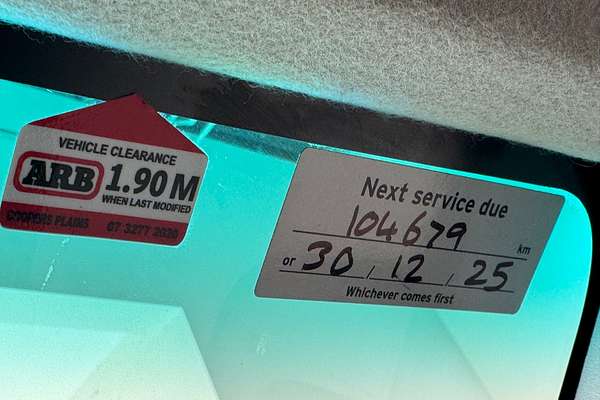 VEHICLE CLEARANCE
ARB 1.90 M
WHEN LAST MODIFIED
COOPERS PLAINS 07 3277 2020
Next service due
104679 km
or 30 / 12 / 25
Whichever comes first